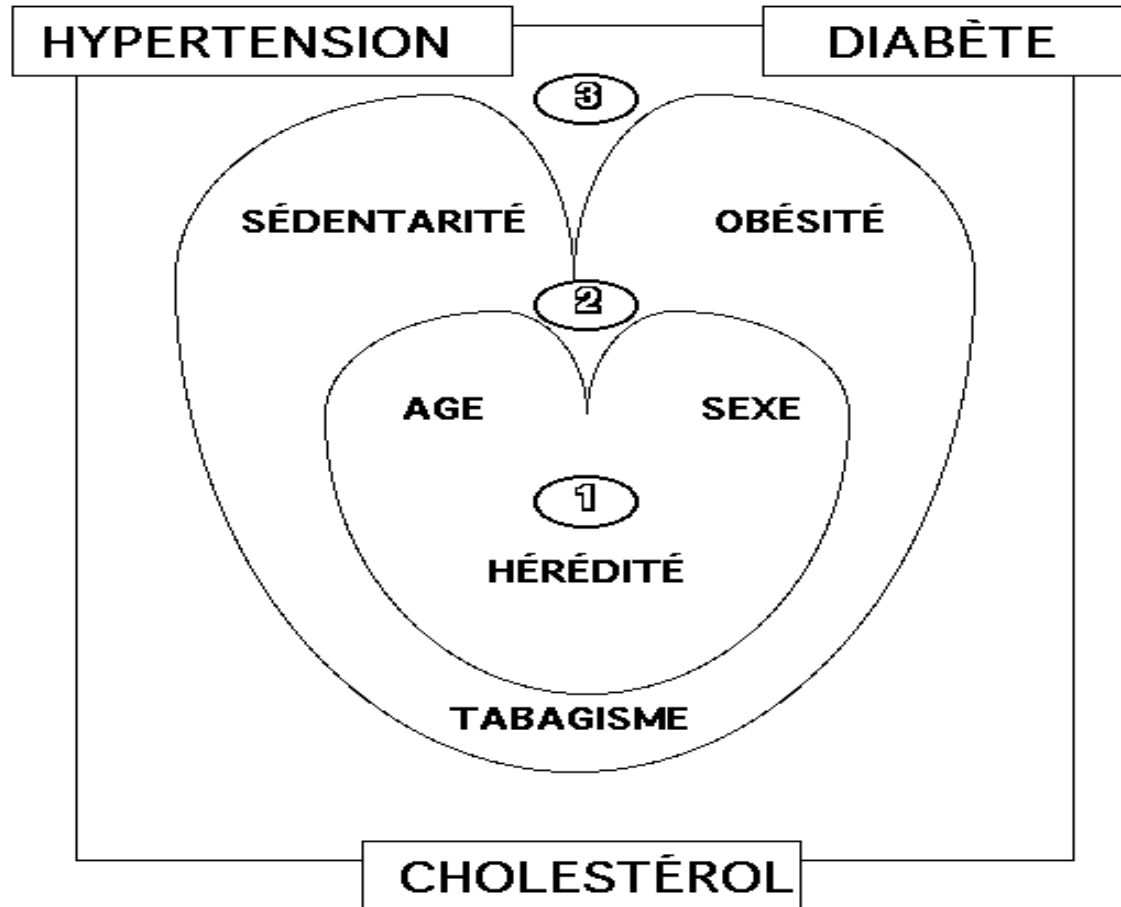 HYPERTENSION
DIABÈTE
3
SÉDENTARITÉ
OBÉSITÉ
2
AGE
SEXE
1
HÉRÉDITÉ
TABAGISME
CHOLESTÉROL